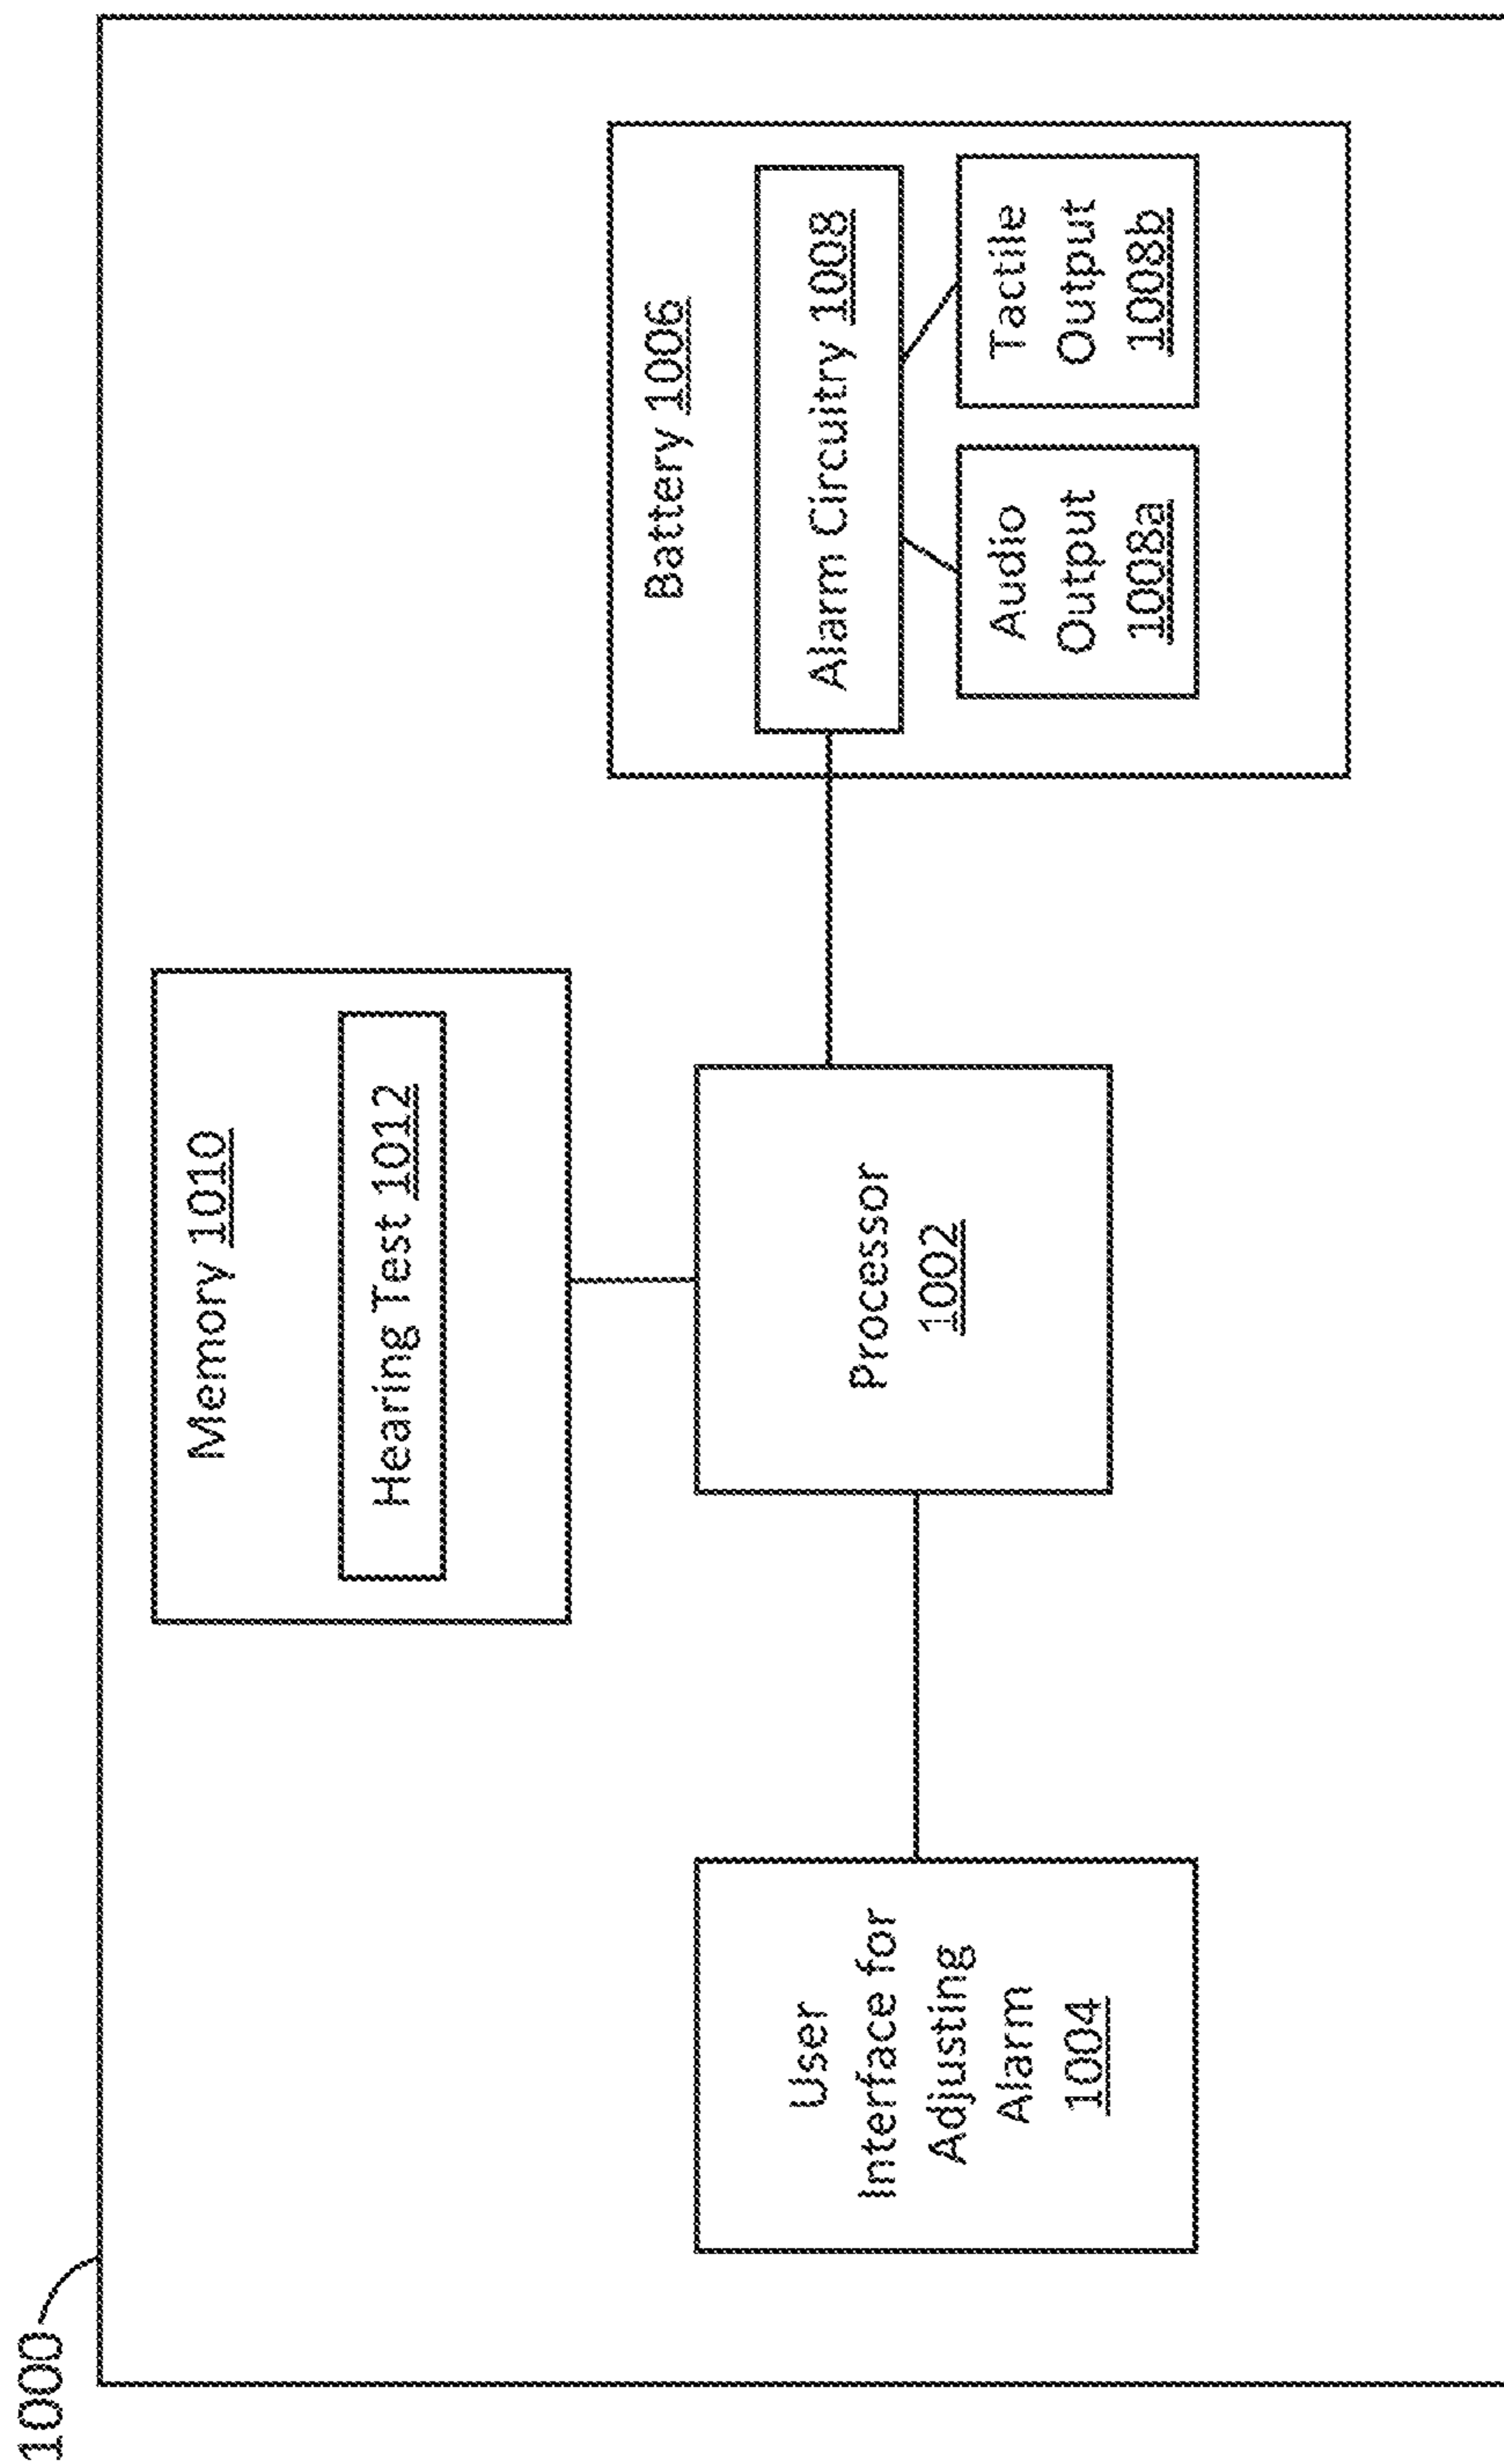 1000
Memory 1010
Hearing Test 1012
User
Interface for
Adjusting
Alarm
1004
Processor
1002
Battery 1006
Alarm Circuitry 1008
Audio
Output
1008a
Tactile
Output
1008b